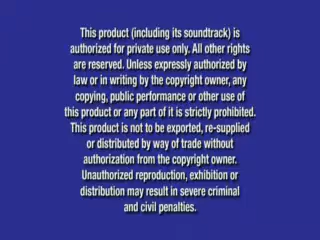 This product (including its soundtrack) is
authorized for private use only. All other rights
are reserved. Unless expressly authorized by
law or in writing by the copyright owner, any
copying, public performance or other use of
this product or any part of it is strictly prohibited.
This product is not to be exported, re-supplied
or distributed by way of trade without
authorization from the copyright owner.
Unauthorized reproduction, exhibition or
distribution may result in severe criminal
and civil penalties.